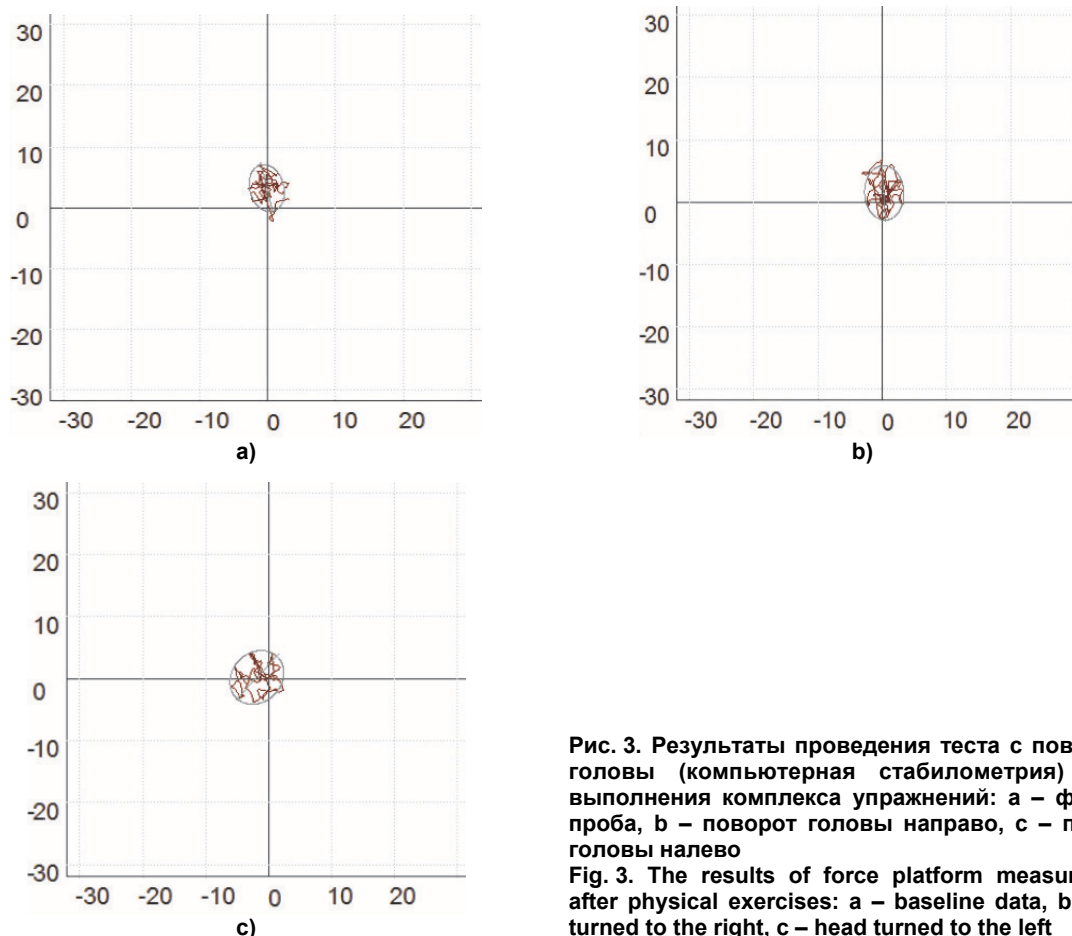 30
20
10
0
-10
-20
-30
-30 -20 -10 0 10 20
a)
30
20
10
0
-10
-20
-30
-30 -20 -10 0 10 20
b)
30
20
10
0
-10
-20
-30
-30 -20 -10 0 10 20
c)
Рис. 3. Результаты проведения теста с пов
головы (компьютерная стабилометрия)
выполнения комплекса упражнений: a – ф
проба, b – поворот головы направо, c – п
головы налево
Fig. 3. The results of force platform measur
after physical exercises: a – baseline data, b
turned to the right, c – head turned to the left